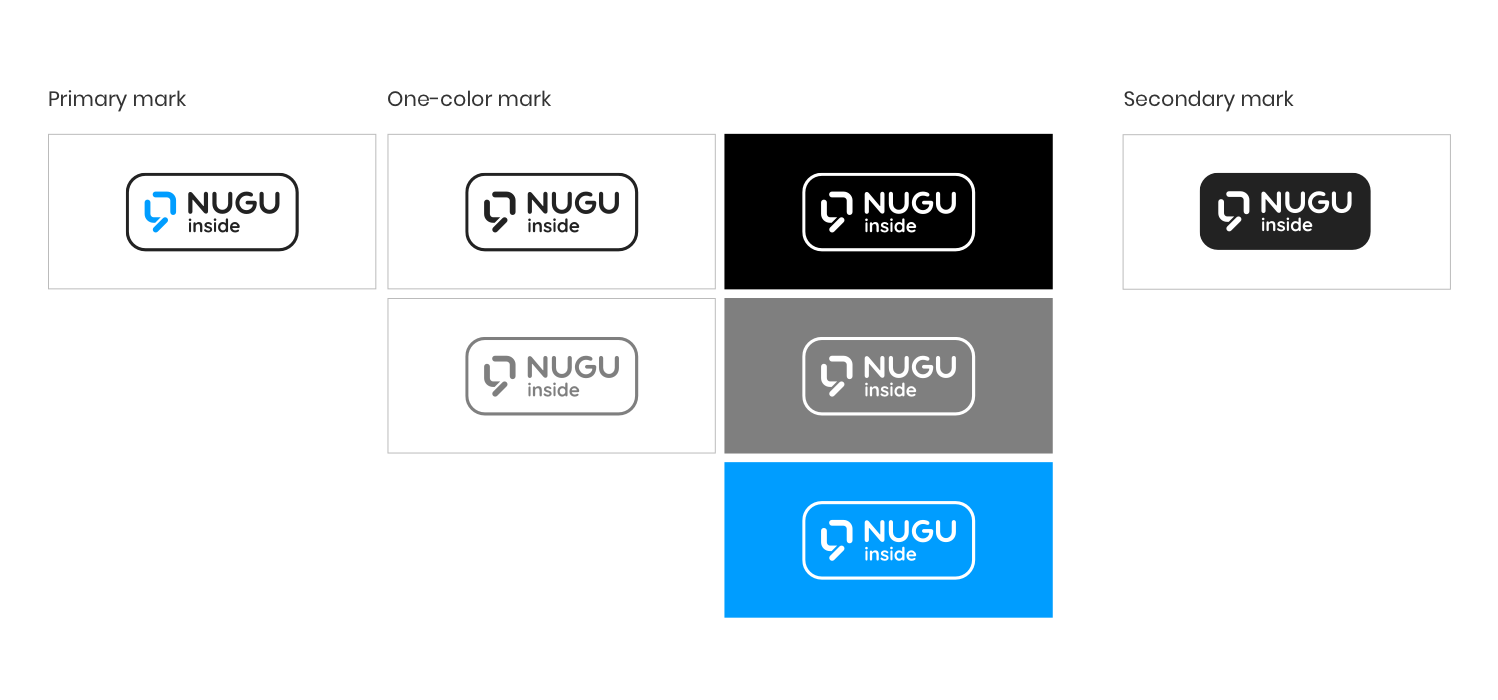 Primary mark
One-color mark
Secondary mark
NUGU
inside
NUGU
inside
NUGU
inside
NUGU
inside
NUGU
inside
NUGU
inside
NUGU
inside